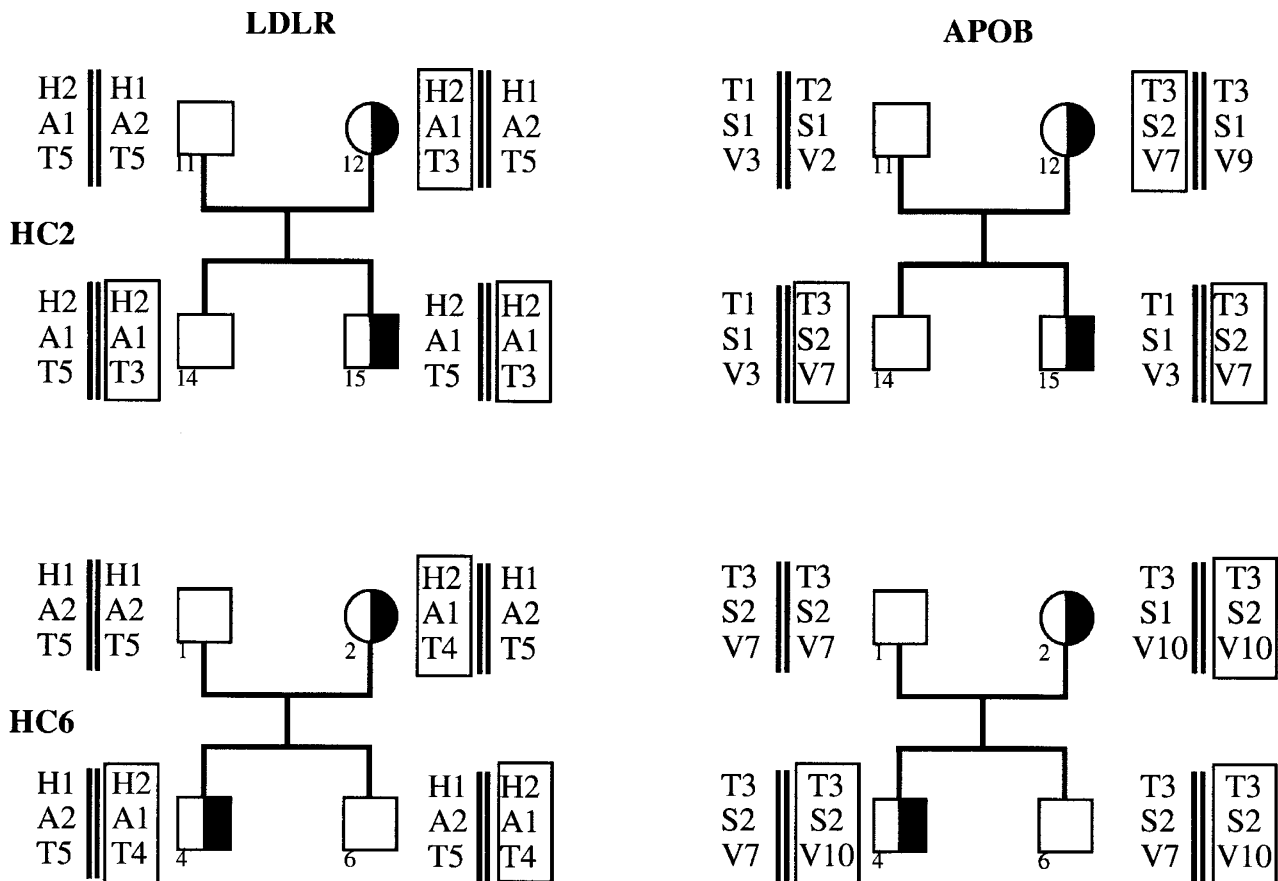 LDLR
APOB
H2 H1 H2 H1
A1 A2 A1 A2
T5 T5 T3 T5
11 12
T1 T2 T3 T3
S1 S1 S2 S1
V3 V2 V7 V9
11 12
HC2
H2 H2 H2 H2
A1 A1 A1 A1
T5 T3 T5 T3
14 15
T1 T3 T1 T3
S1 S2 S1 S2
V3 V7 V3 V7
14 15
H1 H1 H2 H1
A2 A2 A1 A2
T5 T5 T4 T5
1 2
T3 T3 T3 T3
S2 S2 S1 S2
V7 V7 V10 V10
1 2
HC6
H1 H2 H1 H2
A2 A1 A2 A1
T5 T4 T5 T4
4 6
T3 T3 T3 T3
S2 S2 S2 S2
V7 V10 V7 V10
4 6